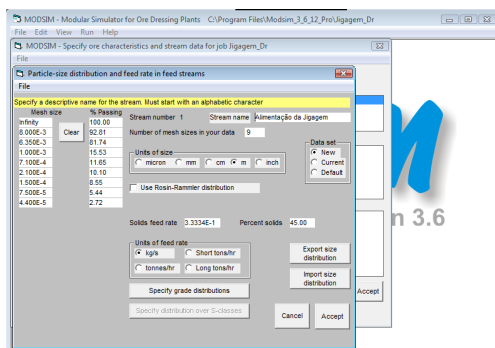 MODSIM - Modular Simulator for Ore Dressing Plants C:\Program Files\Modsim_3_6_12_Pro\Jigagem_Dr
File Edit View Run Help
MODSIM - Specify ore characteristics and stream data for job Jigagem_Dr
File
Particle-size distribution and feed rate in feed streams
File
Specify a descriptive name for the stream. Must start with an alphabetic character
Mesh size % Passing
Infinity 100.00
8.000E-3 92.81
6.350E-3 81.74
1.000E-3 15.53
7.100E-4 11.65
2.100E-4 10.10
1.500E-4 8.55
7.500E-5 5.44
4.400E-5 2.72
Clear
Stream number 1 Stream name Alimentação da Jigagem
Number of mesh sizes in your data 9
Units of size
micron mm cm m inch
Data set
New
Current
Default
Use Rosin-Rammler distribution
Solids feed rate 3.3334E-1 Percent solids 45.00
Units of feed rate
kg/s Short tons/hr
tonnes/hr Long tons/hr
Export size distribution
Import size distribution
Specify grade distributions
Specify distribution over S-classes
Cancel Accept
Accept
n 3.6